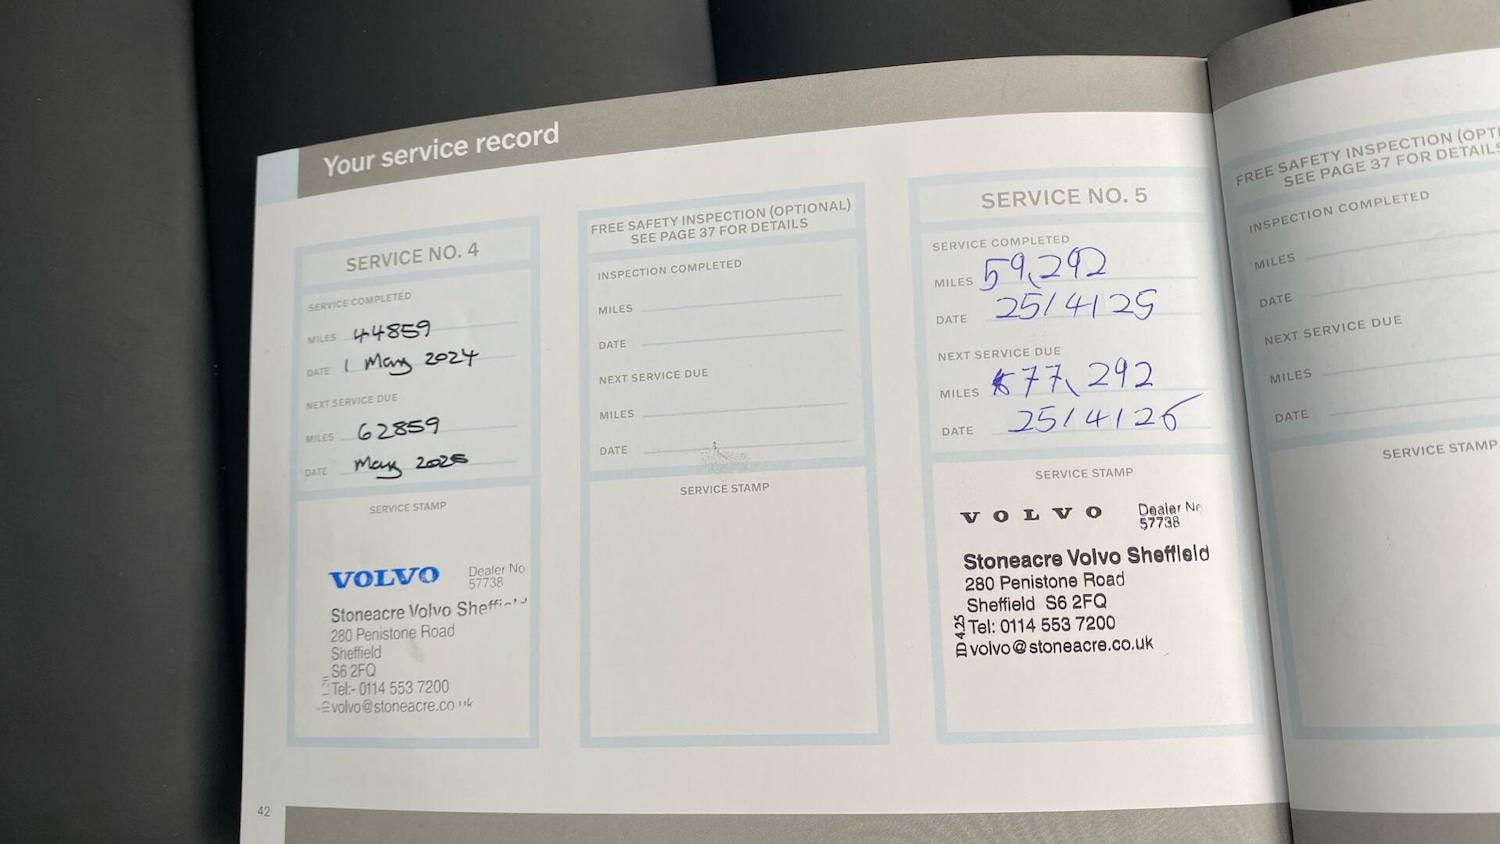 Your service record
SERVICE NO. 4
SERVICE COMPLETED
MILES 44859
DATE 1 May 2024
NEXT SERVICE DUE
MILES 62859
DATE May 2025
SERVICE STAMP
VOLVO Dealer No
57738
Stoneacre Volvo
280 Penistone Road
Sheffield
S6 2FQ
Tel:- 0114 553 7200
volvo@stoneacre.co
FREE SAFETY INSPECTION (OPTIONAL)
SEE PAGE 37 FOR DETAILS
INSPECTION COMPLETED
MILES
DATE
NEXT SERVICE DUE
MILES
DATE
SERVICE STAMP
SERVICE NO. 5
SERVICE COMPLETED
MILES 59,292
DATE 25/4/25
NEXT SERVICE DUE
MILES 77,292
DATE 25/4/26
SERVICE STAMP
VOLVO Dealer No
57738
Stoneacre Volvo Sheffield
280 Penistone Road
Sheffield S6 2FQ
Tel: 0114 553 7200
volvo@stoneacre.co.uk
ID 4.25
FREE SAFETY INSPECTION (OPTI
SEE PAGE 37 FOR DETAILS
INSPECTION COMPLETED
MILES
DATE
NEXT SERVICE DUE
MILES
DATE
SERVICE STAMP
42